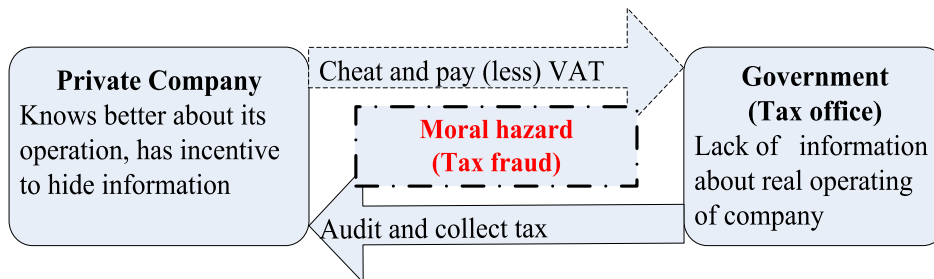 Private Company
Knows better about its
operation, has incentive
to hide information
Cheat and pay (less) VAT
Moral hazard
(Tax fraud)
Audit and collect tax
Government
(Tax office)
Lack of information
about real operating
of company